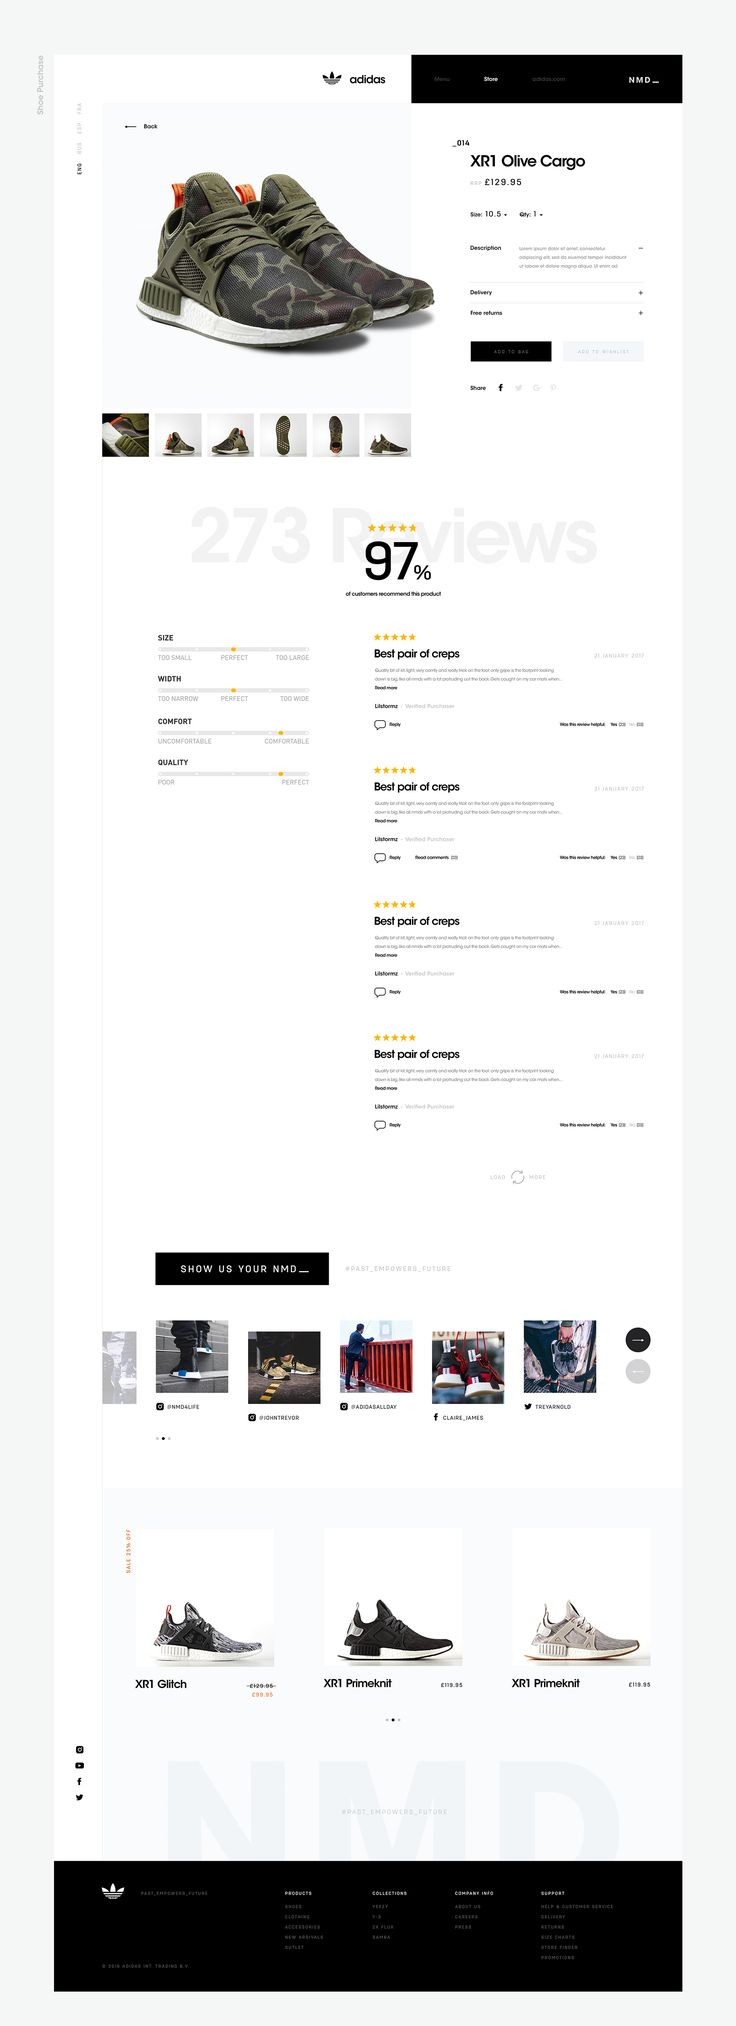 Shoe Purchase
adidas
Menu
Store
adidas.com
NMD_
FRA
ESP
RUS
ENG
Back
_014
XR1 Olive Cargo
£129.95
Size: 10.5
Qty: 1
Description
Lorem ipsum dolor sit amet, consectetur
adipiscing elit, sed do eiusmod tempor incididunt
ut labore et dolore magna aliqua. Ut enim ad
Delivery
Free returns
ADD TO BAG
ADD TO WISHLIST
Share
273 Reviews
97%
of customers recommend this product
SIZE
TOO SMALL PERFECT TOO LARGE
WIDTH
TOO NARROW PERFECT TOO WIDE
COMFORT
UNCOMFORTABLE COMFORTABLE
QUALITY
POOR PERFECT
Best pair of creps
21 JANUARY 2017
Quality bit of kit, light, very comfy and really trick on the foot only gripe is the footprint looking
down is big, like all nmds with a lot protruding out the back. Gets caught on my car mats when...
Read more
Lilstormz - Verified Purchaser
Reply
Was this review helpful: Yes (23) No
Best pair of creps
21 JANUARY 2017
Quality bit of kit, light, very comfy and really trick on the foot only gripe is the footprint looking
down is big, like all nmds with a lot protruding out the back. Gets caught on my car mats when...
Read more
Lilstormz - Verified Purchaser
Reply
Read comments
Was this review helpful: Yes (23) No
Best pair of creps
21 JANUARY 2017
Quality bit of kit, light, very comfy and really trick on the foot only gripe is the footprint looking
down is big, like all nmds with a lot protruding out the back. Gets caught on my car mats when...
Read more
Lilstormz - Verified Purchaser
Reply
Was this review helpful: Yes (23) No
Best pair of creps
21 JANUARY 2017
Quality bit of kit, light, very comfy and really trick on the foot only gripe is the footprint looking
down is big, like all nmds with a lot protruding out the back. Gets caught on my car mats when...
Read more
Lilstormz - Verified Purchaser
Reply
Was this review helpful: Yes (23) No
LOAD MORE
SHOW US YOUR NMD_
#PAST_EMPOWERS_FUTURE
@NMD4LIFE
@JOHNTREVOR
@ADIDASALLDAY
CLAIRE_JAMES
TREYARNOLD
SALE 25% OFF
XR1 Glitch
£129.95
£99.95
XR1 Primeknit
£119.95
XR1 Primeknit
£119.95
NMD
#PAST_EMPOWERS_FUTURE
PAST_EMPOWERS_FUTURE
© 2016 ADIDAS INT. TRADING B.V.
PRODUCTS
SHOES
CLOTHING
ACCESSORIES
NEW ARRIVALS
OUTLET
COLLECTIONS
YEEZY
Y-3
ZX FLUX
SAMBA
COMPANY INFO
ABOUT US
CAREERS
PRESS
SUPPORT
HELP & CUSTOMER SERVICE
DELIVERY
RETURNS
SIZE CHARTS
STORE FINDER
PROMOTIONS